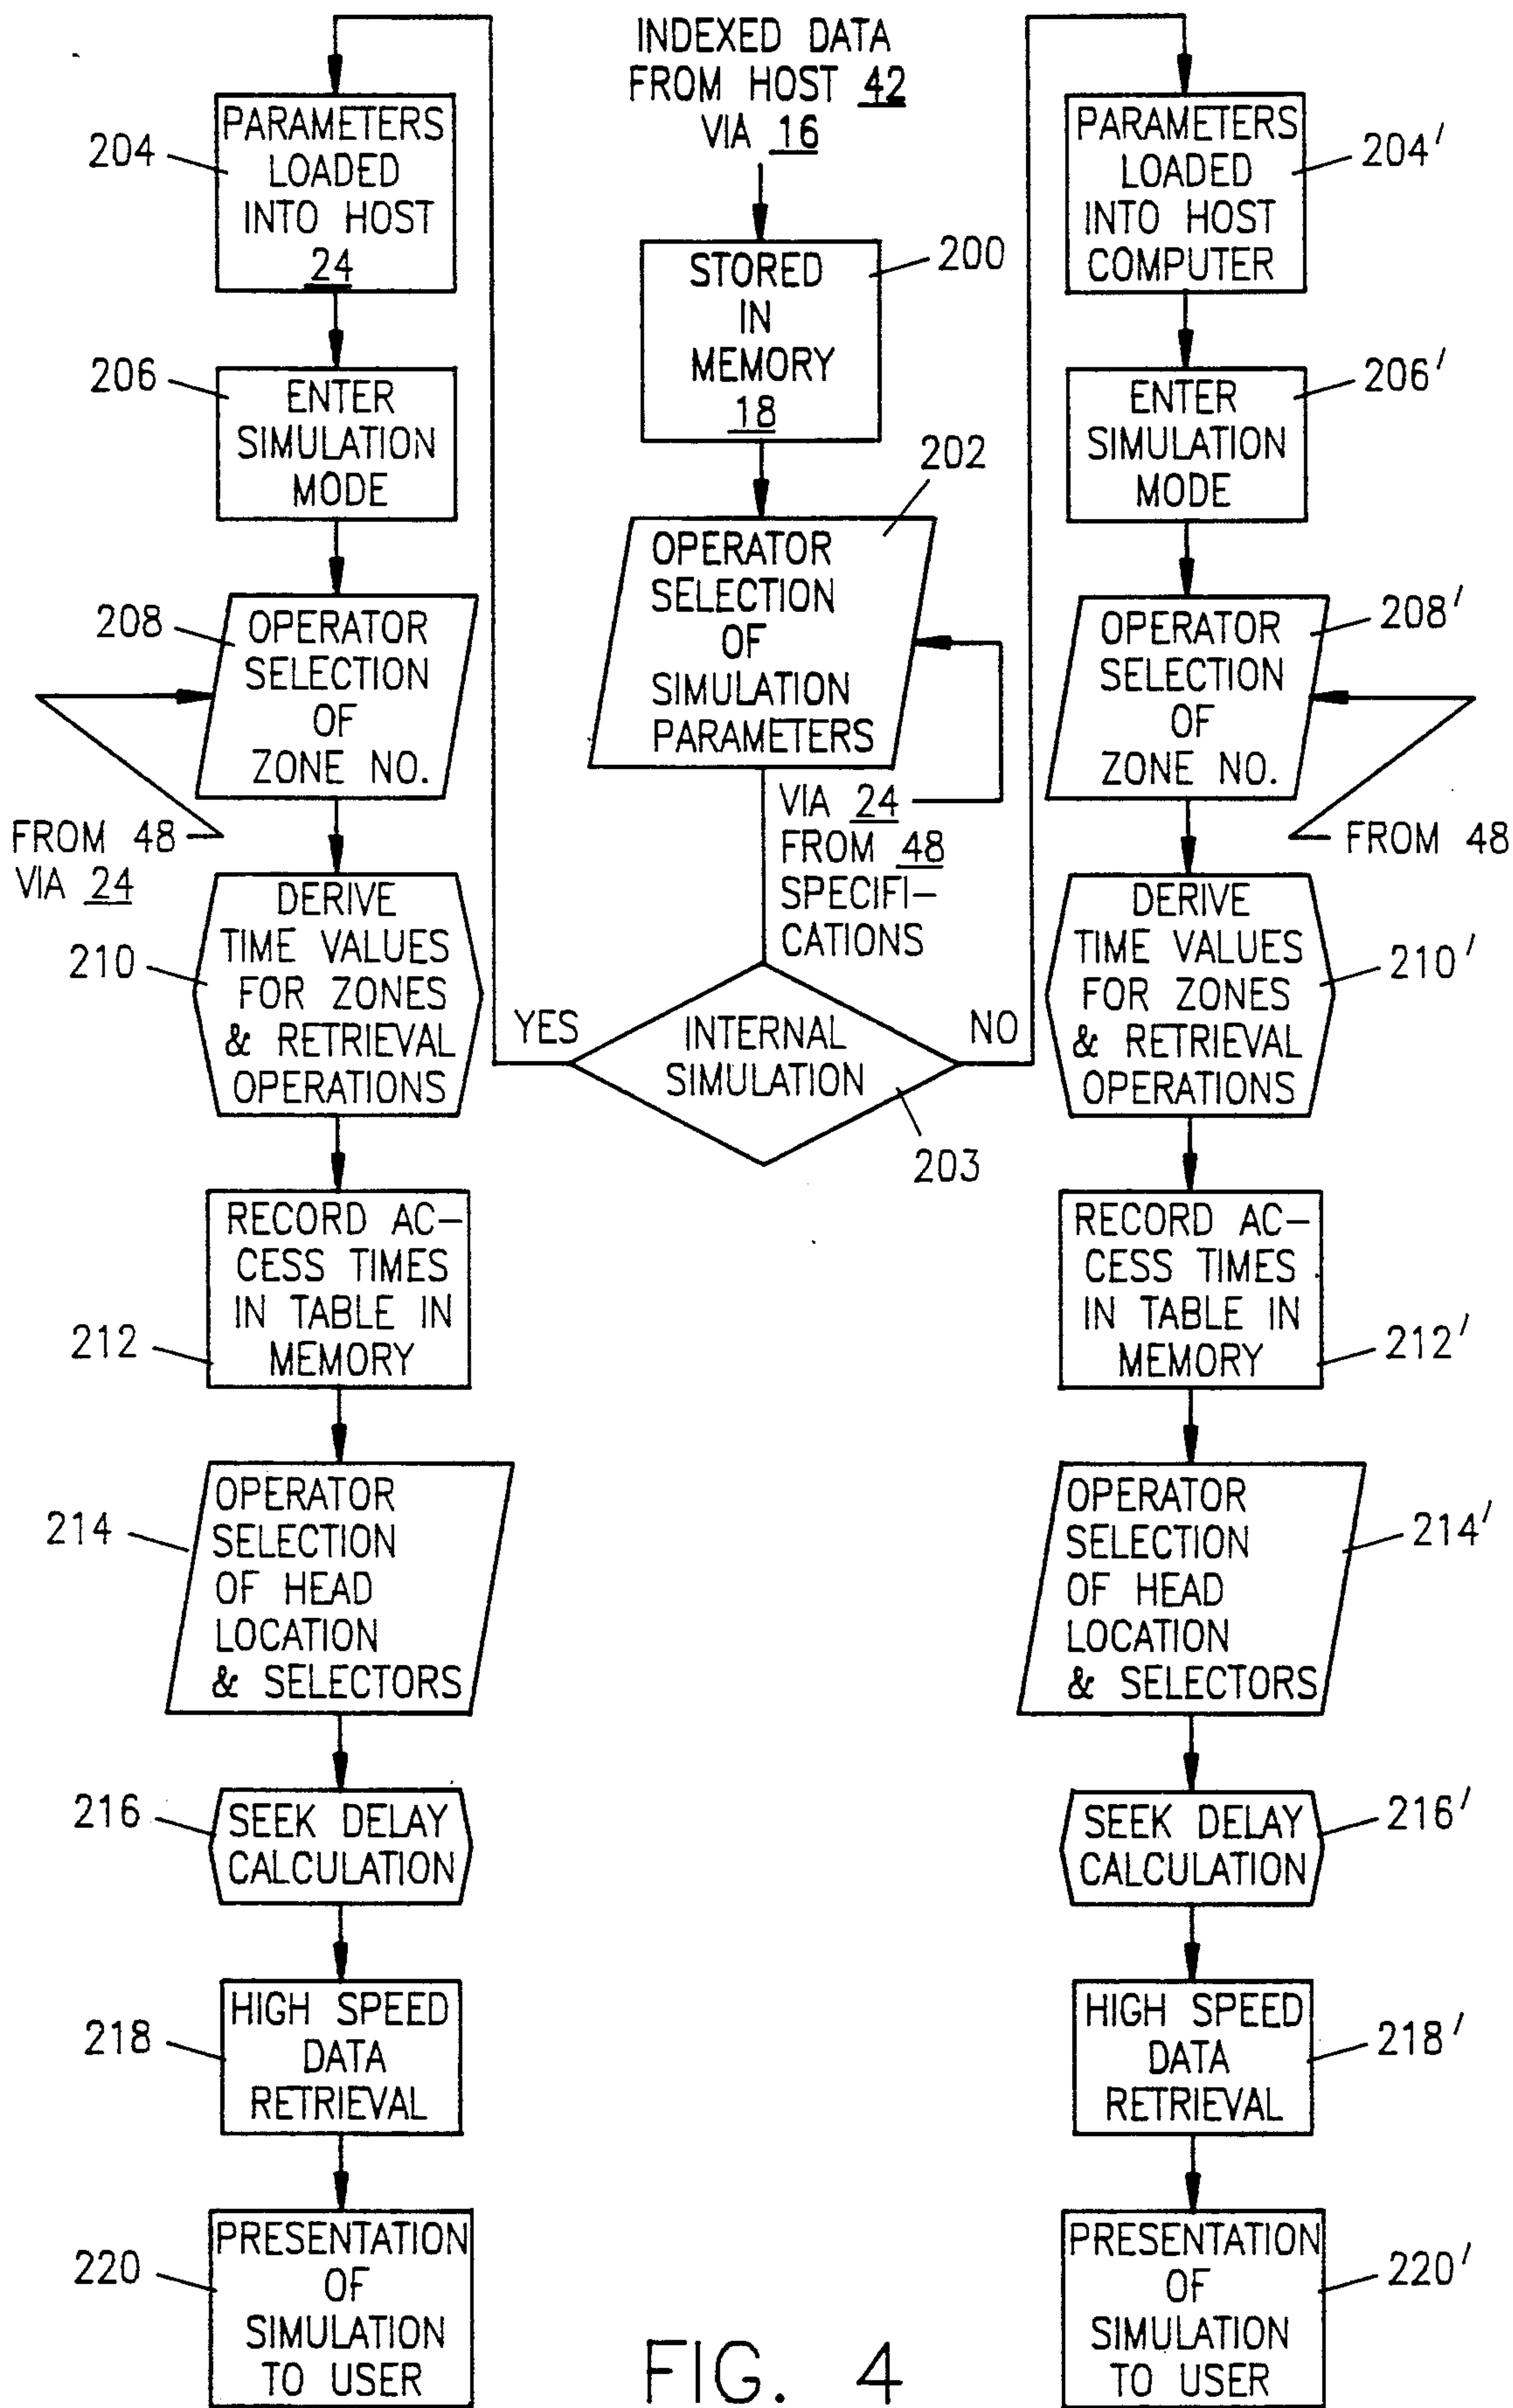 INDEXED DATA
FROM HOST 42
VIA 16
200
STORED
IN
MEMORY
18
202
OPERATOR
SELECTION
OF
SIMULATION
PARAMETERS
VIA 24
FROM 48
SPECIFI-
CATIONS
YES
INTERNAL
SIMULATION
NO
203
204
PARAMETERS
LOADED
INTO HOST
24
206
ENTER
SIMULATION
MODE
208
OPERATOR
SELECTION
OF
ZONE NO.
FROM 48
VIA 24
210
DERIVE
TIME VALUES
FOR ZONES
& RETRIEVAL
OPERATIONS
212
RECORD AC-
CESS TIMES
IN TABLE IN
MEMORY
214
OPERATOR
SELECTION
OF HEAD
LOCATION
& SELECTORS
216
SEEK DELAY
CALCULATION
218
HIGH SPEED
DATA
RETRIEVAL
220
PRESENTATION
OF
SIMULATION
TO USER
PARAMETERS
LOADED
INTO HOST
COMPUTER
204'
ENTER
SIMULATION
MODE
206'
OPERATOR
SELECTION
OF
ZONE NO.
208'
FROM 48
DERIVE
TIME VALUES
FOR ZONES
& RETRIEVAL
OPERATIONS
210'
RECORD AC-
CESS TIMES
IN TABLE IN
MEMORY
212'
OPERATOR
SELECTION
OF HEAD
LOCATION
& SELECTORS
214'
SEEK DELAY
CALCULATION
216'
HIGH SPEED
DATA
RETRIEVAL
218'
PRESENTATION
OF
SIMULATION
TO USER
220'
FIG. 4